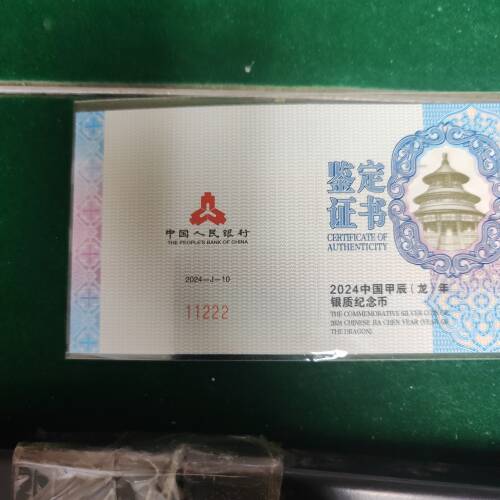 中国人民银行
THE PEOPLE'S BANK OF CHINA
2024—J—10
11222
鉴定
证书
CERTIFICATE OF
AUTHENTICITY
2024中国甲辰（龙）年
银质纪念币
THE COMMEMORATIVE SILVER COIN OF
2024 CHINESE JIA CHEN YEAR (YEAR OF
THE DRAGON)